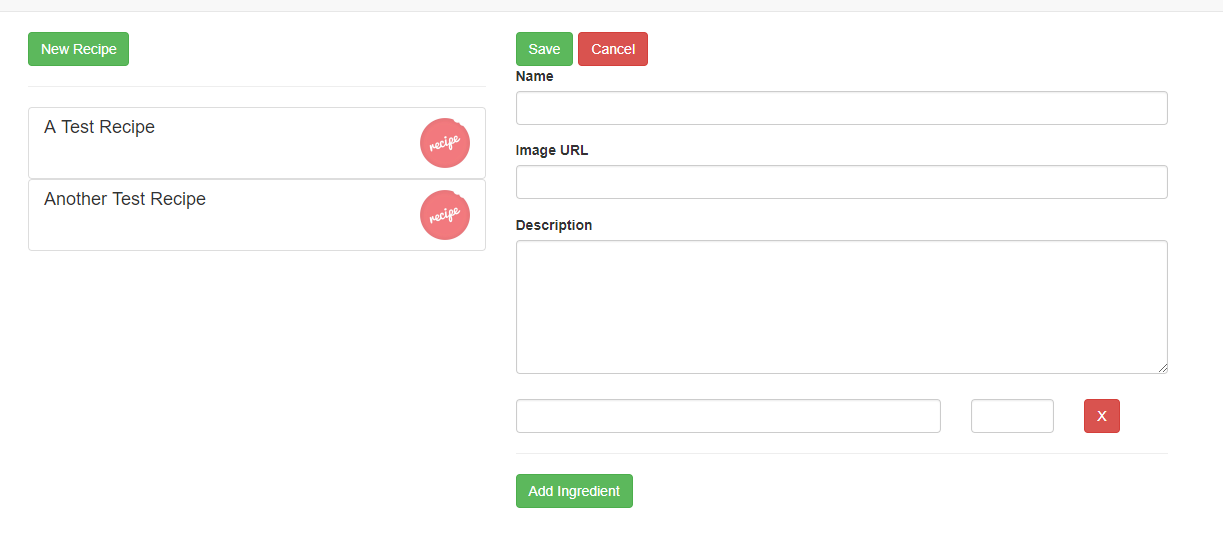 New Recipe
A Test Recipe
recipe
Another Test Recipe
recipe
Save Cancel
Name
Image URL
Description
X
Add Ingredient